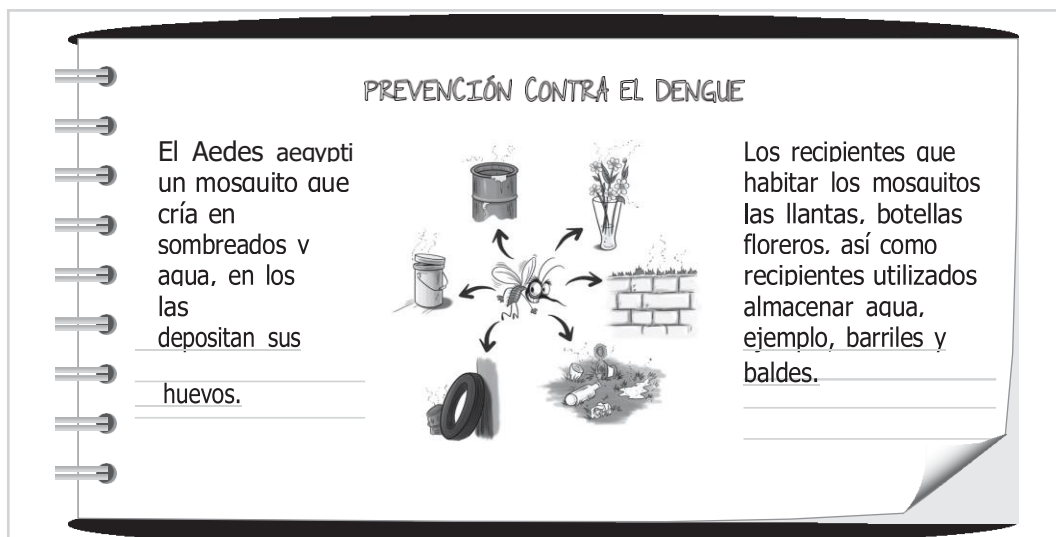 PREVENCIÓN CONTRA EL DENGUE
El Aedes aegypti
un mosquito que
cría en
sombreados y
agua, en los
las
depositan sus
huevos.
Los recipientes que
habitar los mosquitos
las llantas, botellas
floreros, así como
recipientes utilizados
almacenar agua,
ejemplo, barriles y
baldes.